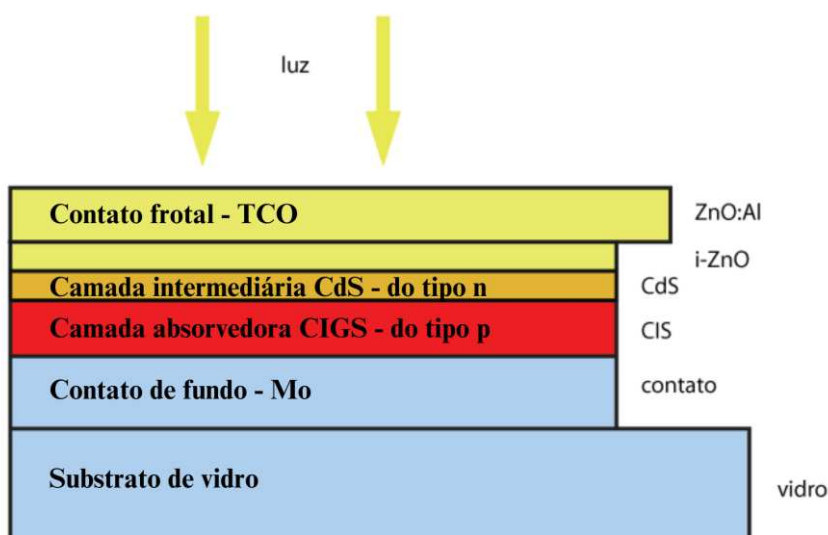 luz
Contato frotal - TCO
ZnO:Al
i-ZnO
Camada intermediária CdS - do tipo n
CdS
Camada absorvedora CIGS - do tipo p
CIS
Contato de fundo - Mo
contato
Substrato de vidro
vidro